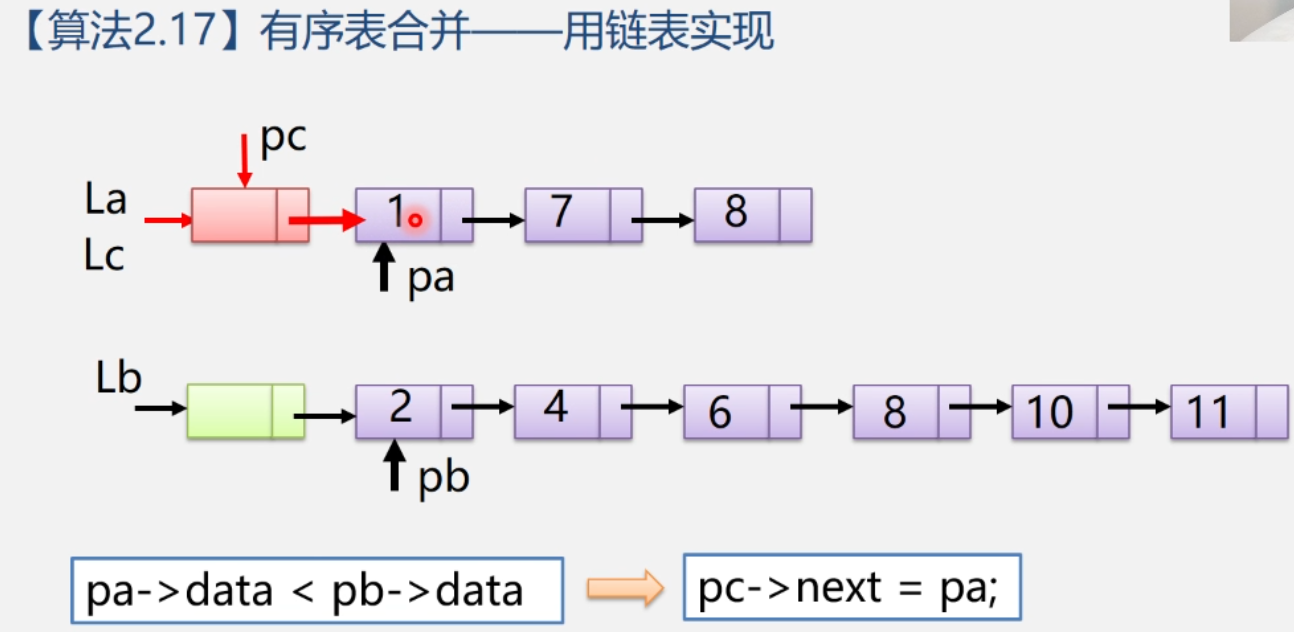 【算法2.17】有序表合并——用链表实现
pc
La
1 7 8
Lc
pa
Lb
2 4 6 8 10 11
pb
pa->data < pb->data
pc->next = pa;